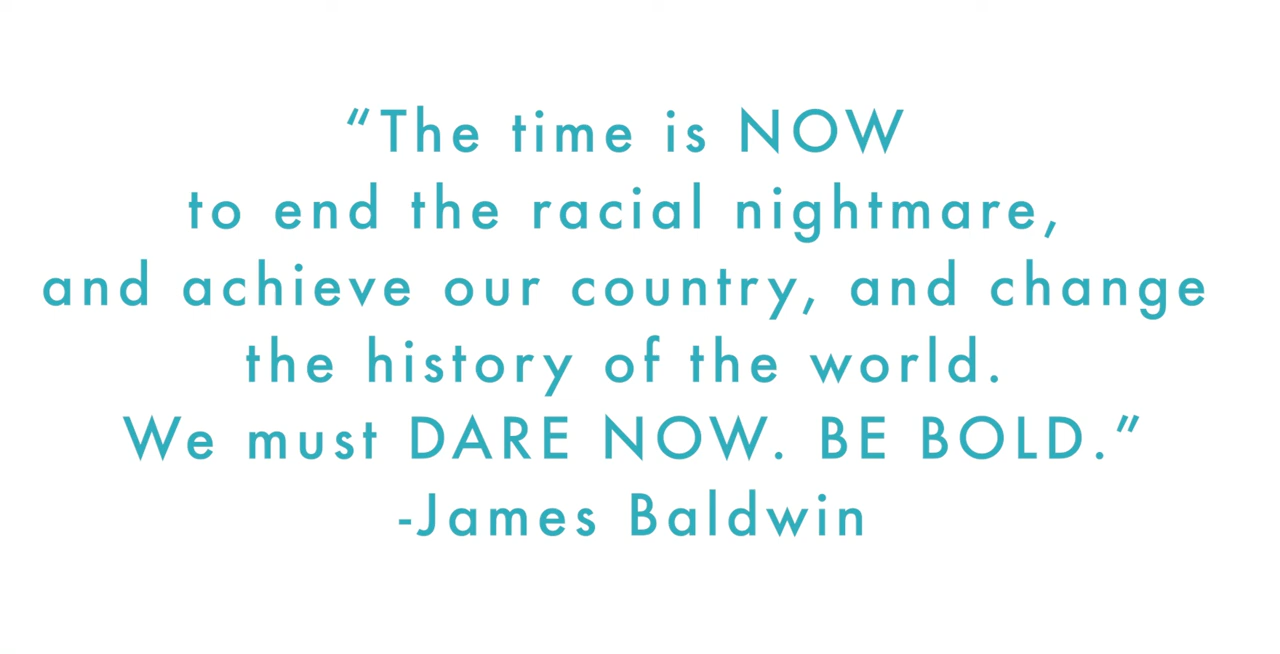 “The time is NOW
to end the racial nightmare,
and achieve our country, and change
the history of the world.
We must DARE NOW. BE BOLD.”
-James Baldwin